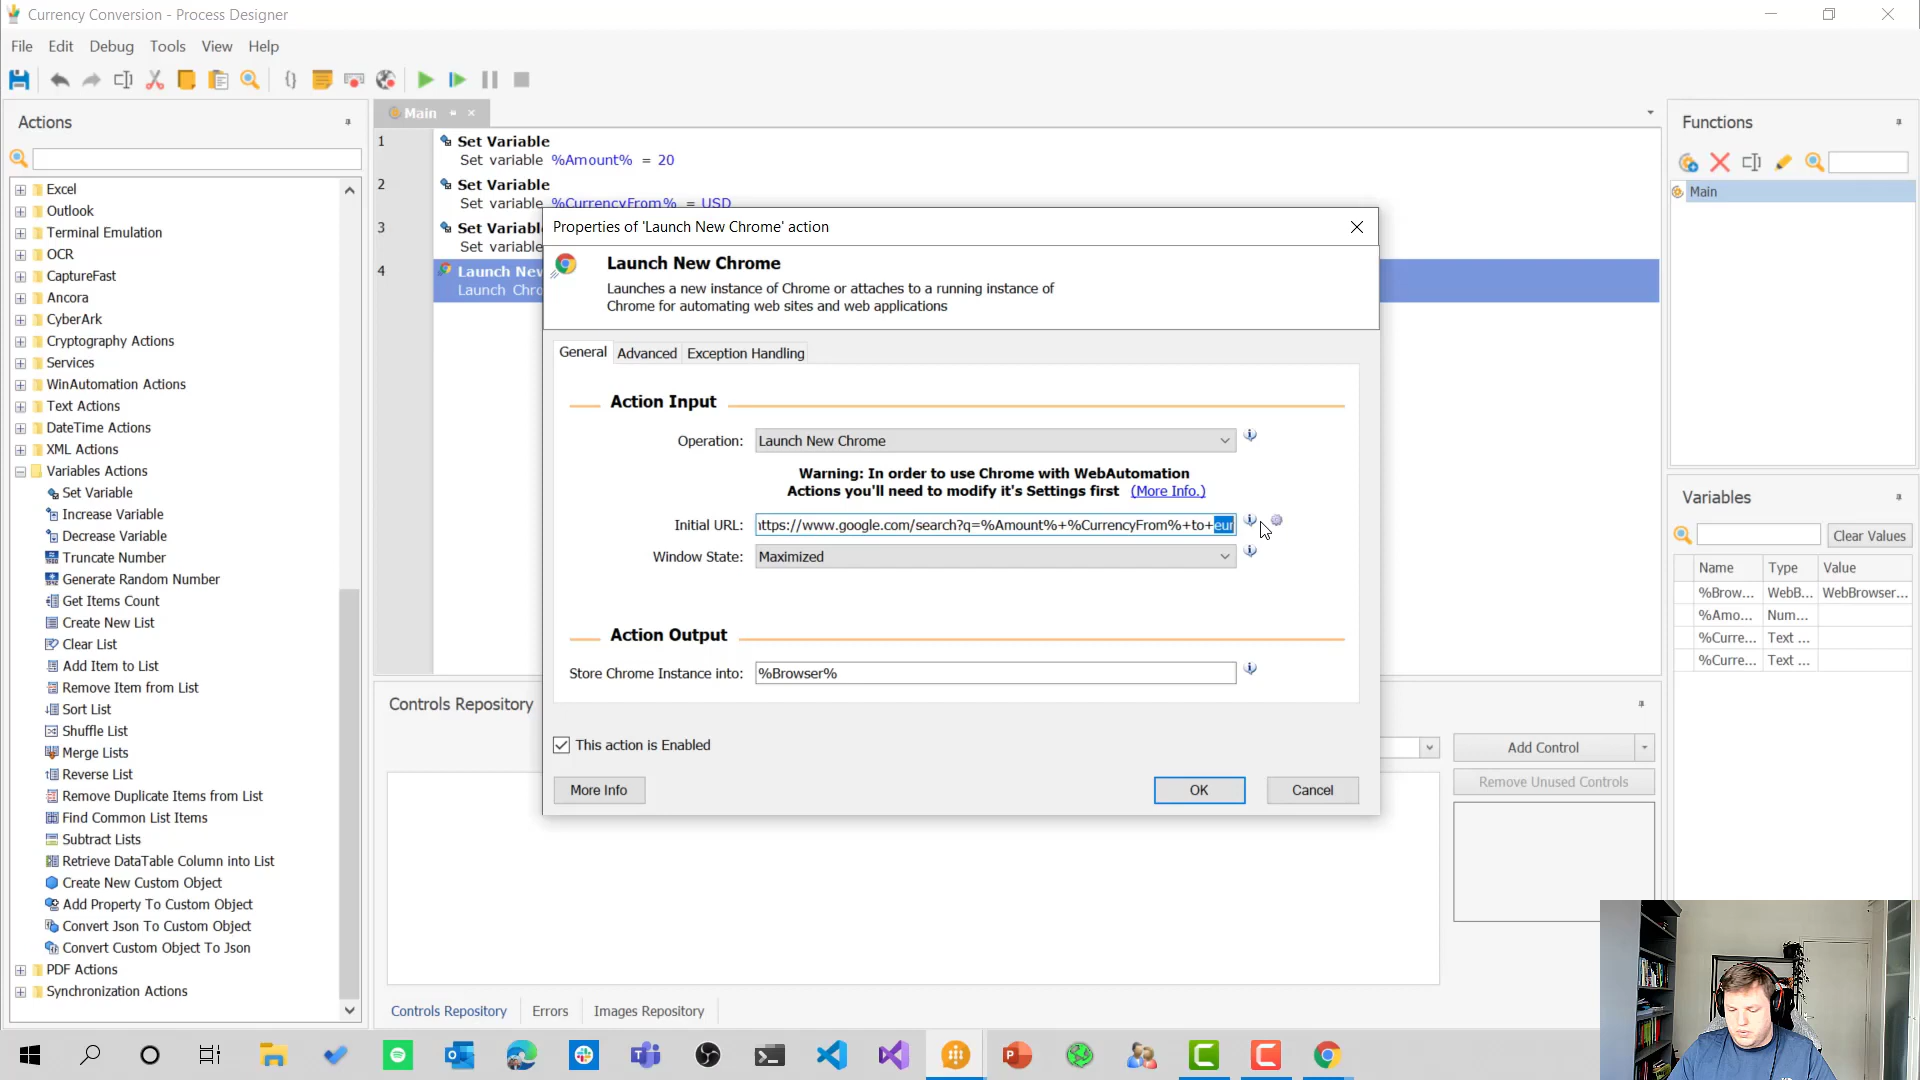 Currency Conversion - Process Designer
File Edit Debug Tools View Help
Actions
Excel
Outlook
Terminal Emulation
OCR
CaptureFast
Ancora
CyberArk
Cryptography Actions
Services
WinAutomation Actions
Text Actions
DateTime Actions
XML Actions
Variables Actions
Set Variable
Increase Variable
Decrease Variable
Truncate Number
Generate Random Number
Get Items Count
Create New List
Clear List
Add Item to List
Remove Item from List
Sort List
Shuffle List
Merge Lists
Reverse List
Remove Duplicate Items from List
Find Common List Items
Subtract Lists
Retrieve DataTable Column into List
Create New Custom Object
Add Property To Custom Object
Convert Json To Custom Object
Convert Custom Object To Json
PDF Actions
Synchronization Actions
Main
1 Set Variable
Set variable %Amount% = 20
2 Set Variable
Set variable %CurrencyFrom% = USD
3 Set Variabl
Set variable
4 Launch Nev
Launch Chro
Properties of 'Launch New Chrome' action
Launch New Chrome
Launches a new instance of Chrome or attaches to a running instance of
Chrome for automating web sites and web applications
General Advanced Exception Handling
Action Input
Operation: Launch New Chrome
Warning: In order to use Chrome with WebAutomation
Actions you'll need to modify it's Settings first (More Info.)
Initial URL: ttps://www.google.com/search?q=%Amount%+%CurrencyFrom%+to+eur
Window State: Maximized
Action Output
Store Chrome Instance into: %Browser%
This action is Enabled
More Info OK Cancel
Controls Repository
Add Control
Remove Unused Controls
Controls Repository Errors Images Repository
Functions
Main
Variables
Clear Values
Name Type Value
%Brow... WebB... WebBrowser...
%Amo... Num...
%Curre... Text ...
%Curre... Text ...